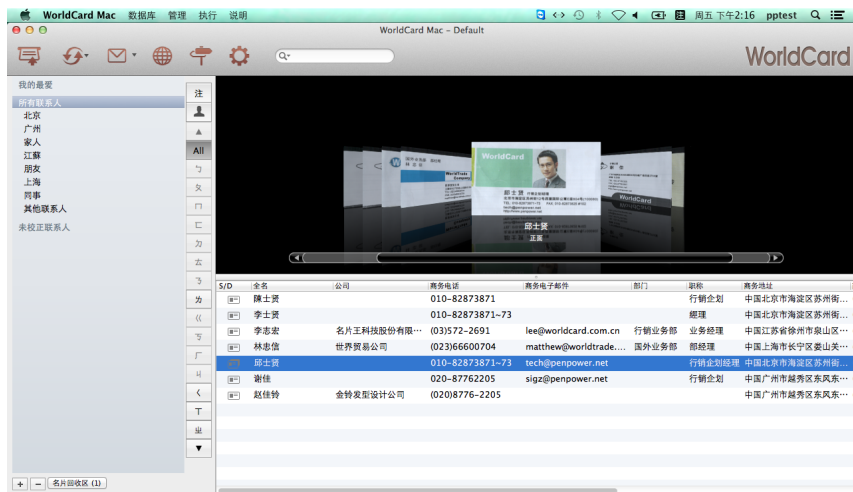 WorldCard Mac 数据库 管理 执行 说明 周五 下午2:16 pptest
WorldCard Mac – Default
WorldCard
我的最爱
所有联系人
北京
广州
家人
江蘇
朋友
上海
同事
其他联系人
未校正联系人
注
All
ㄅ
ㄆ
ㄇ
ㄈ
ㄉ
ㄊ
ㄋ
ㄌ
ㄍ
ㄎ
ㄏ
ㄐ
ㄑ
ㄒ
ㄓ
WorldCard
邱士贤
WorldCard
邱士贤
正面
S/D 全名 公司 商务电话 商务电子邮件 部门 职称 商务地址
陳士贤 010-82873871 行销企划 中国北京市海淀区苏州街...
李士贤 010-82873871~73 經理 中国北京市海淀区苏州街...
李志宏 名片王科技股份有限... (03)572-2691 lee@worldcard.com.cn 行销业务部 业务经理 中国江苏省徐州市泉山区...
林忠信 世界贸易公司 (023)66600704 matthew@worldtrade.... 国外业务部 部经理 中国上海市长宁区娄山关...
邱士贤 010-82873871~73 tech@penpower.net 行销企划经理 中国北京市海淀区苏州街...
谢佳 020-87762205 sigz@penpower.net 行销企划 中国广州市越秀区东风东...
赵佳铃 金铃发型设计公司 (020)8776-2205 中国广州市越秀区东风东...
名片回收区 (1)